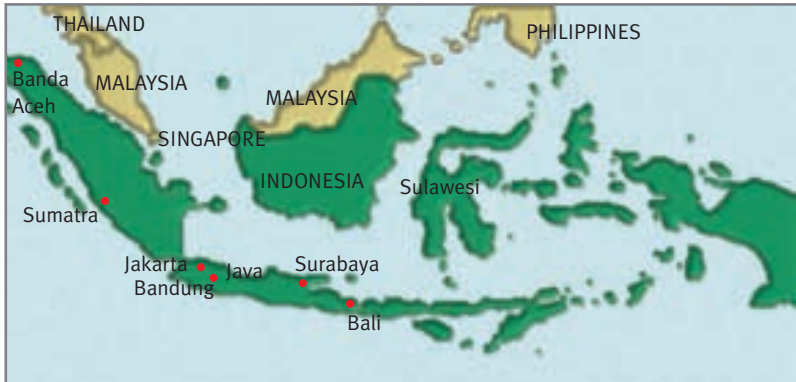 THAILAND
PHILIPPINES
Banda
Aceh
MALAYSIA
MALAYSIA
SINGAPORE
INDONESIA
Sulawesi
Sumatra
Jakarta
Java
Surabaya
Bandung
Bali